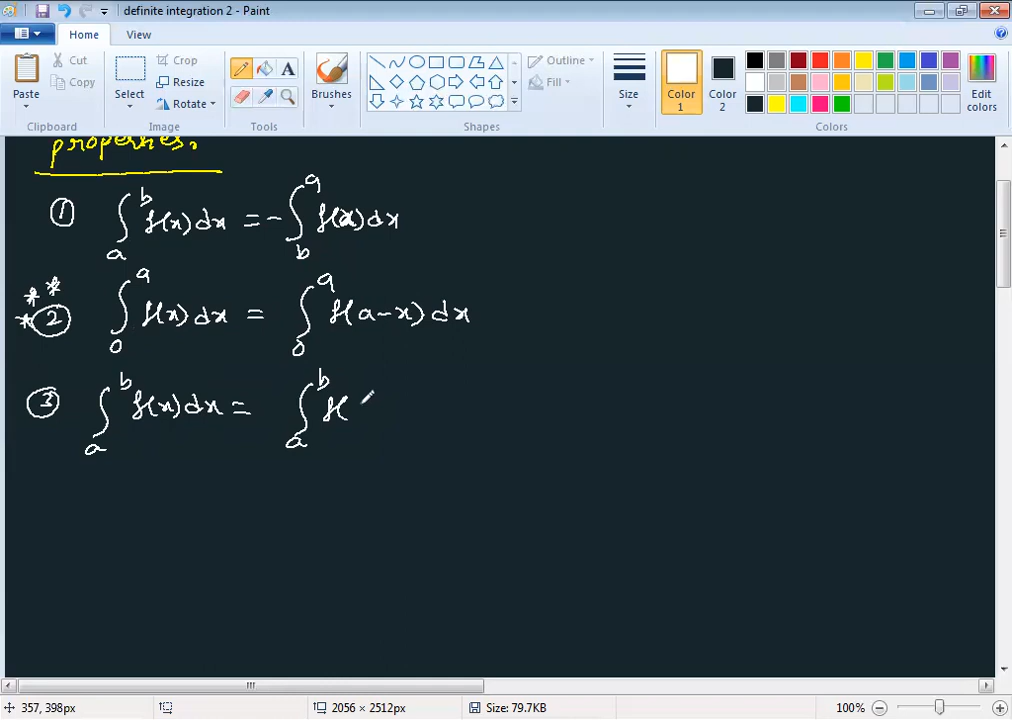 definite integration 2 - Paint
Home View
Paste Cut Copy Select Crop Resize Rotate A Brushes Outline Fill Size Color 1 Color 2 Edit colors
Clipboard Image Tools Shapes Colors
properties.
① ∫_a^b f(x)dx = -∫_b^a f(x)dx
*** ② ∫_0^a f(x)dx = ∫_0^a f(a-x)dx
③ ∫_a^b f(x)dx = ∫_a^b f(
357, 398px 2056 × 2512px Size: 79.7KB 100%